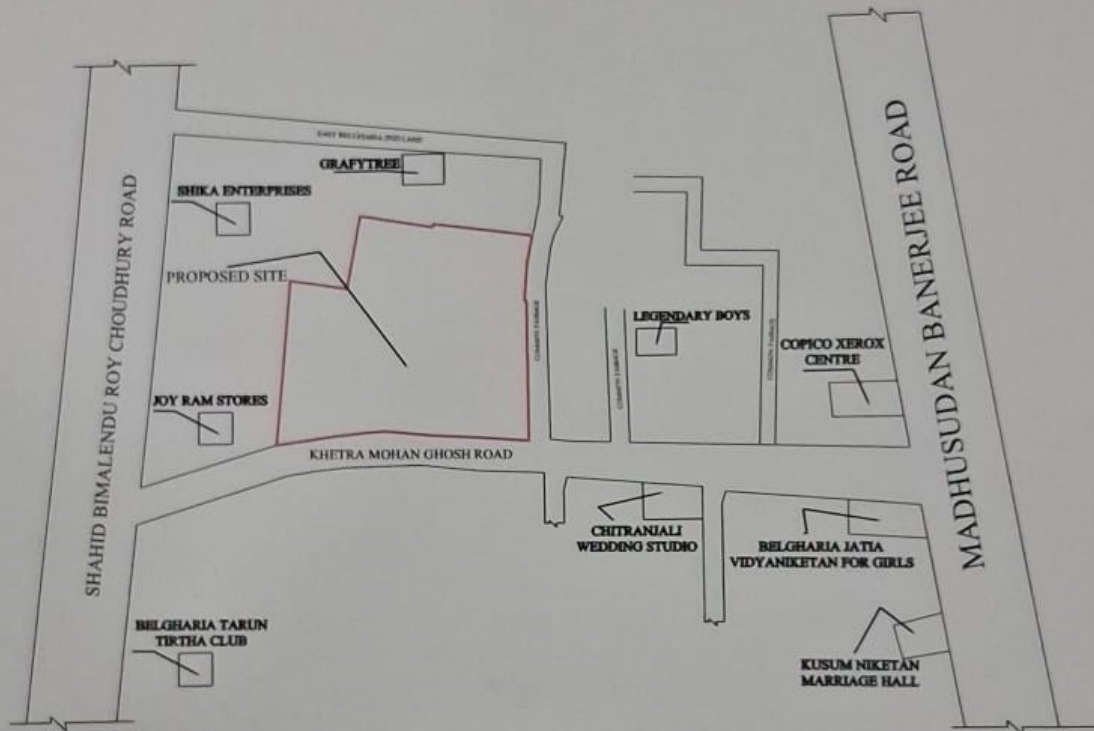 GRAFYTREE
SHIKA ENTERPRISES
PROPOSED SITE
SHAHID BIMALENDU ROY CHOUDHURY ROAD
MADHUSUDAN BANERJEE ROAD
LEGENDARY BOYS
COPICO XEROX
CENTRE
JOY RAM STORES
KHETRA MOHAN GHOSH ROAD
CHITRANJALI
WEDDING STUDIO
BELGHARIA JATIA
VIDYANIKETAN FOR GIRLS
BELGHARIA TARUN
TIRTHA CLUB
KUSUM NIKETAN
MARRIAGE HALL